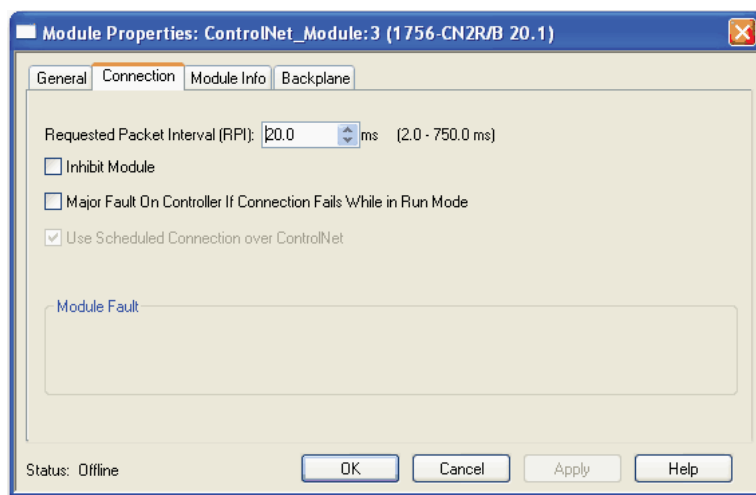 Module Properties: ControlNet_Module:3 (1756-CN2R/B 20.1)
General Connection Module Info Backplane
Requested Packet Interval (RPI): 20.0 ms (2.0 - 750.0 ms)
Inhibit Module
Major Fault On Controller If Connection Fails While in Run Mode
Use Scheduled Connection over ControlNet
Module Fault
Status: Offline OK Cancel Apply Help